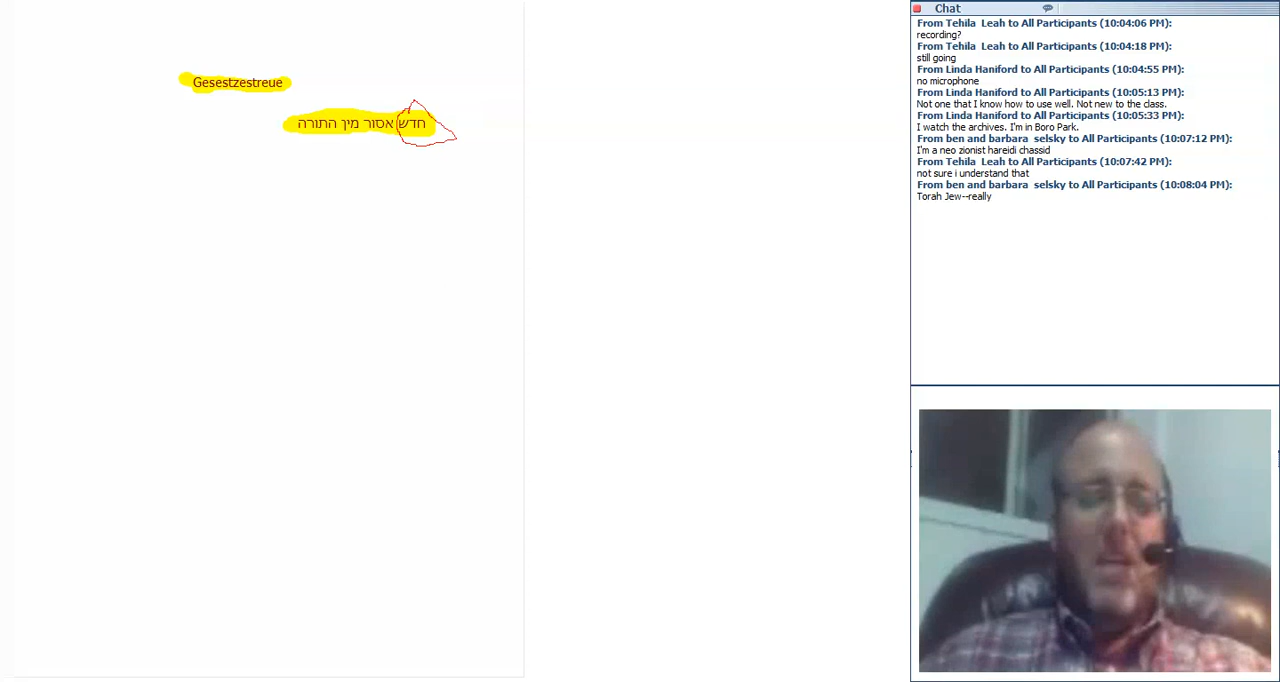 Gesestzestreue
חדש אסור מין התורה
Chat
From Tehila Leah to All Participants (10:04:06 PM):
recording?
From Tehila Leah to All Participants (10:04:18 PM):
still going
From Linda Haniford to All Participants (10:04:55 PM):
no microphone
From Linda Haniford to All Participants (10:05:13 PM):
Not one that I know how to use well. Not new to the class.
From Linda Haniford to All Participants (10:05:33 PM):
I watch the archives. I'm in Boro Park.
From ben and barbara selsky to All Participants (10:07:12 PM):
I'm a neo zionist hareidi chassid
From Tehila Leah to All Participants (10:07:42 PM):
not sure i understand that
From ben and barbara selsky to All Participants (10:08:04 PM):
Torah Jew--really